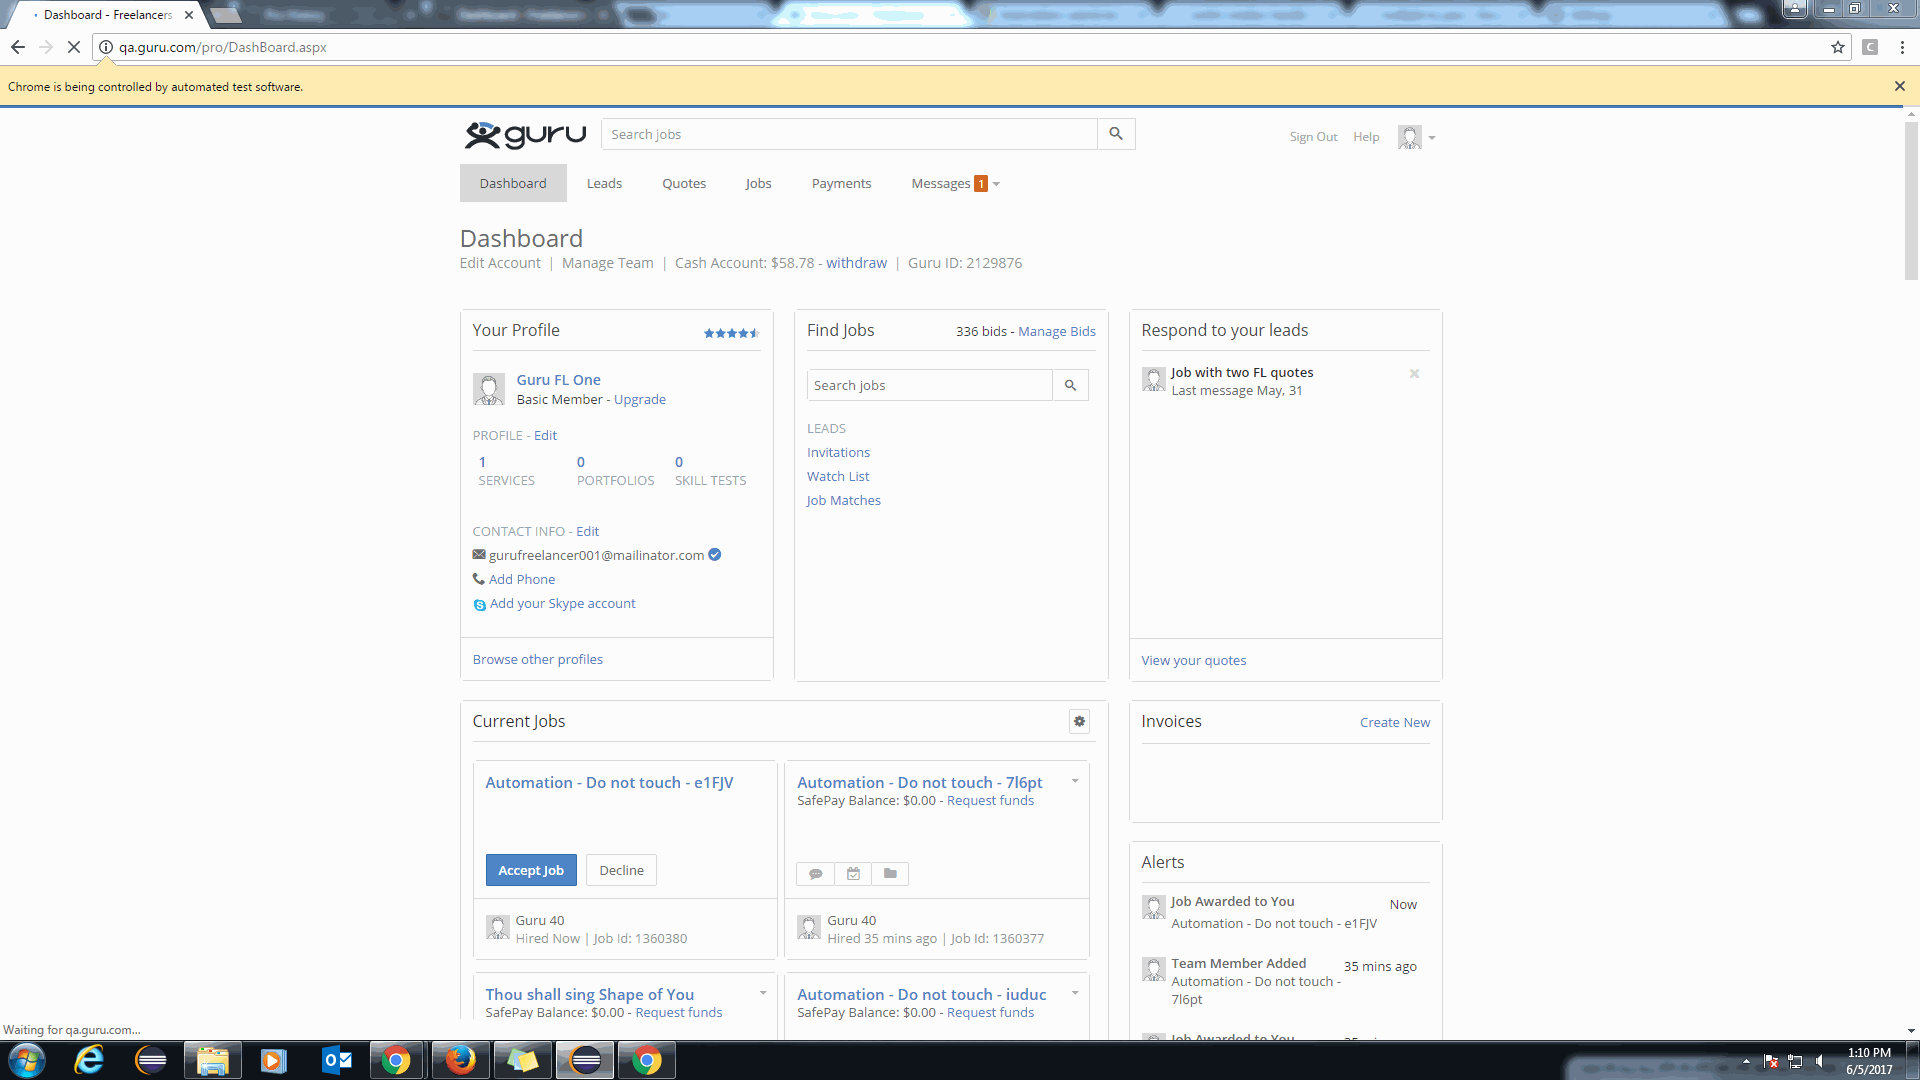 Dashboard - Freelancers
qa.guru.com/pro/DashBoard.aspx
Chrome is being controlled by automated test software.
guru
Search jobs
Sign Out
Help
Dashboard
Leads
Quotes
Jobs
Payments
Messages 1
Dashboard
Edit Account | Manage Team | Cash Account: $58.78 - withdraw | Guru ID: 2129876
Your Profile
Guru FL One
Basic Member - Upgrade
PROFILE - Edit
1 0 0
SERVICES PORTFOLIOS SKILL TESTS
CONTACT INFO - Edit
gurufreelancer001@mailinator.com
Add Phone
Add your Skype account
Browse other profiles
Find Jobs
336 bids - Manage Bids
Search jobs
LEADS
Invitations
Watch List
Job Matches
Respond to your leads
Job with two FL quotes
Last message May, 31
View your quotes
Current Jobs
Automation - Do not touch - e1FJV
Accept Job
Decline
Guru 40
Hired Now | Job Id: 1360380
Automation - Do not touch - 7l6pt
SafePay Balance: $0.00 - Request funds
Guru 40
Hired 35 mins ago | Job Id: 1360377
Thou shall sing Shape of You
SafePay Balance: $0.00 - Request funds
Automation - Do not touch - iuduc
SafePay Balance: $0.00 - Request funds
Invoices
Create New
Alerts
Job Awarded to You
Now
Automation - Do not touch - e1FJV
Team Member Added
35 mins ago
Automation - Do not touch -
7l6pt
Job Awarded to You
Waiting for qa.guru.com...
1:10 PM
6/5/2017